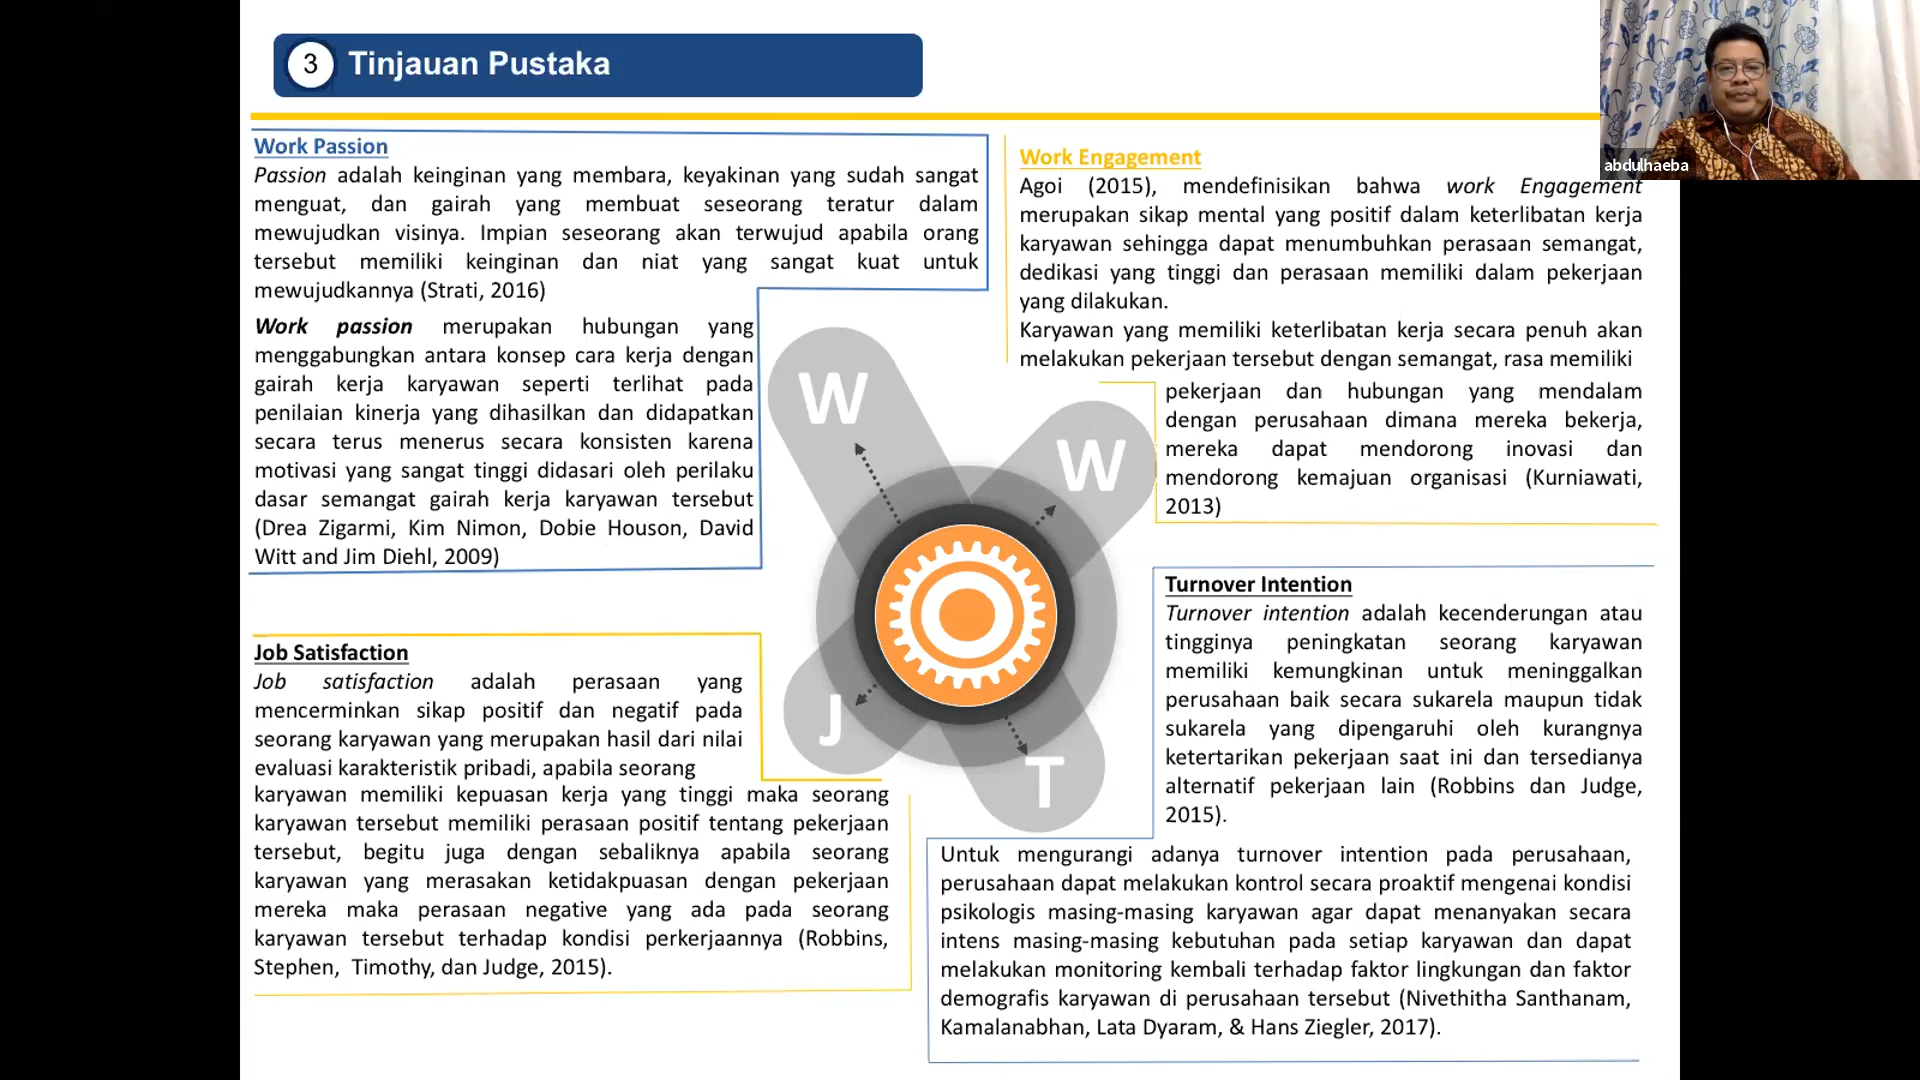 3 Tinjauan Pustaka
Work Passion
Passion adalah keinginan yang membara, keyakinan yang sudah sangat
menguat, dan gairah yang membuat seseorang teratur dalam
mewujudkan visinya. Impian seseorang akan terwujud apabila orang
tersebut memiliki keinginan dan niat yang sangat kuat untuk
mewujudkannya (Strati, 2016)
Work passion merupakan hubungan yang
menggabungkan antara konsep cara kerja dengan
gairah kerja karyawan seperti terlihat pada
penilaian kinerja yang dihasilkan dan didapatkan
secara terus menerus secara konsisten karena
motivasi yang sangat tinggi didasari oleh perilaku
dasar semangat gairah kerja karyawan tersebut
(Drea Zigarmi, Kim Nimon, Dobie Houson, David
Witt and Jim Diehl, 2009)
Work Engagement
Agoi (2015), mendefinisikan bahwa work Engagement
merupakan sikap mental yang positif dalam keterlibatan kerja
karyawan sehingga dapat menumbuhkan perasaan semangat,
dedikasi yang tinggi dan perasaan memiliki dalam pekerjaan
yang dilakukan.
Karyawan yang memiliki keterlibatan kerja secara penuh akan
melakukan pekerjaan tersebut dengan semangat, rasa memiliki
pekerjaan dan hubungan yang mendalam
dengan perusahaan dimana mereka bekerja,
mereka dapat mendorong inovasi dan
mendorong kemajuan organisasi (Kurniawati,
2013)
W
W
J
T
Job Satisfaction
Job satisfaction adalah perasaan yang
mencerminkan sikap positif dan negatif pada
seorang karyawan yang merupakan hasil dari nilai
evaluasi karakteristik pribadi, apabila seorang
karyawan memiliki kepuasan kerja yang tinggi maka seorang
karyawan tersebut memiliki perasaan positif tentang pekerjaan
tersebut, begitu juga dengan sebaliknya apabila seorang
karyawan yang merasakan ketidakpuasan dengan pekerjaan
mereka maka perasaan negative yang ada pada seorang
karyawan tersebut terhadap kondisi perkerjaannya (Robbins,
Stephen, Timothy, dan Judge, 2015).
Turnover Intention
Turnover intention adalah kecenderungan atau
tingginya peningkatan seorang karyawan
memiliki kemungkinan untuk meninggalkan
perusahaan baik secara sukarela maupun tidak
sukarela yang dipengaruhi oleh kurangnya
ketertarikan pekerjaan saat ini dan tersedianya
alternatif pekerjaan lain (Robbins dan Judge,
2015).
Untuk mengurangi adanya turnover intention pada perusahaan,
perusahaan dapat melakukan kontrol secara proaktif mengenai kondisi
psikologis masing-masing karyawan agar dapat menanyakan secara
intens masing-masing kebutuhan pada setiap karyawan dan dapat
melakukan monitoring kembali terhadap faktor lingkungan dan faktor
demografis karyawan di perusahaan tersebut (Nivethitha Santhanam,
Kamalanabhan, Lata Dyaram, & Hans Ziegler, 2017).
abdulhaeba